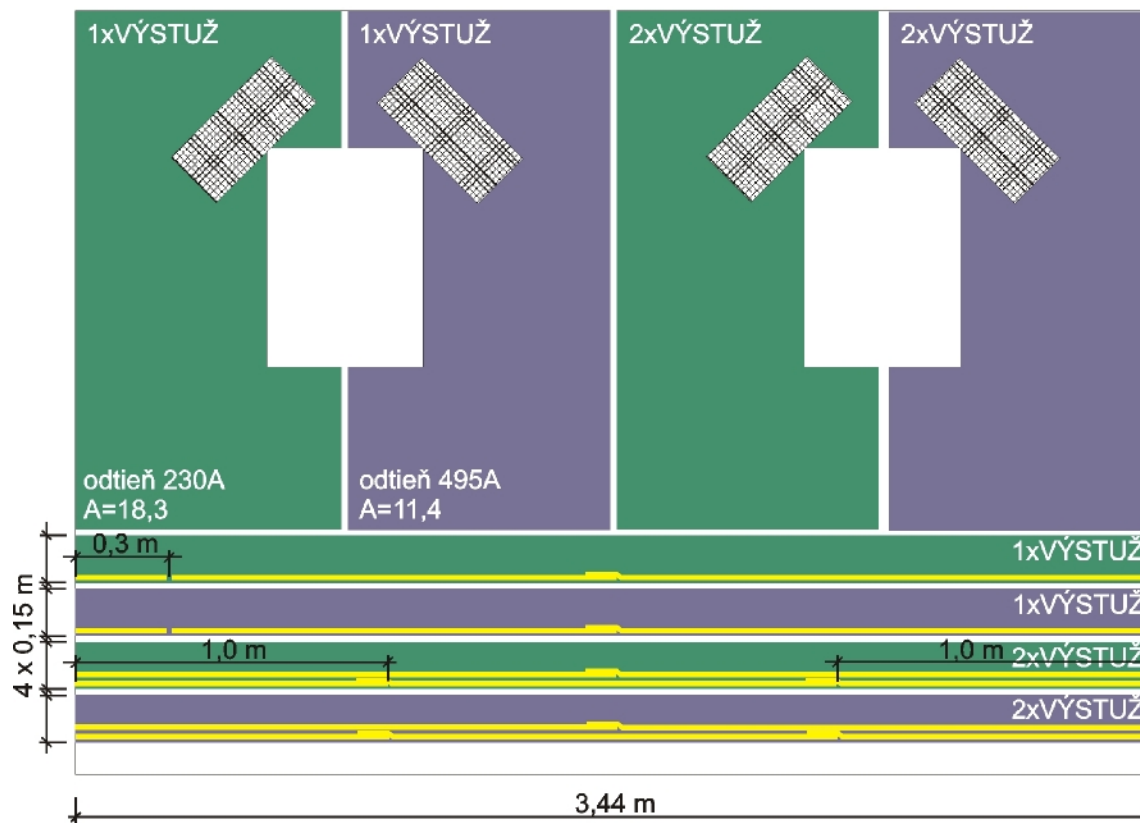 1xVÝSTUŽ
1xVÝSTUŽ
2xVÝSTUŽ
2xVÝSTUŽ
odtieň 230A
A=18,3
odtieň 495A
A=11,4
0,3 m
1xVÝSTUŽ
1xVÝSTUŽ
4 x 0,15 m
1,0 m
1,0 m
2xVÝSTUŽ
2xVÝSTUŽ
3,44 m